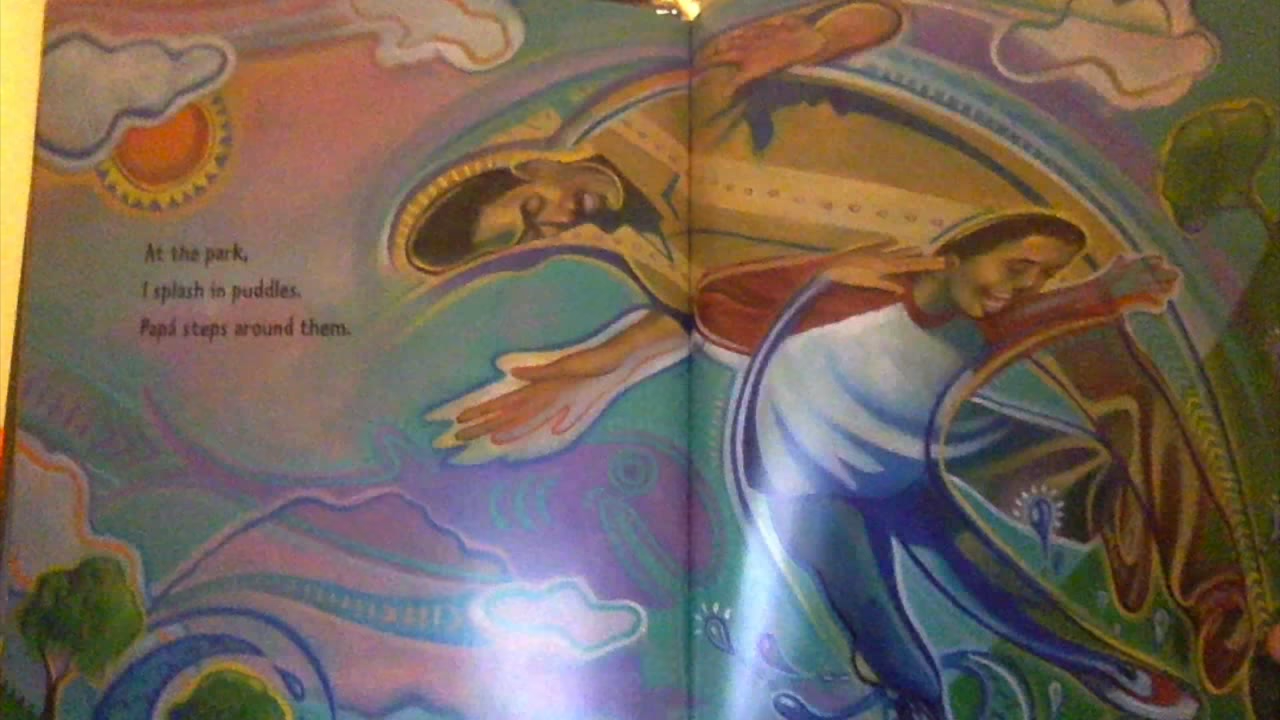 At the park,
I splash in puddles.
Papá steps around them.